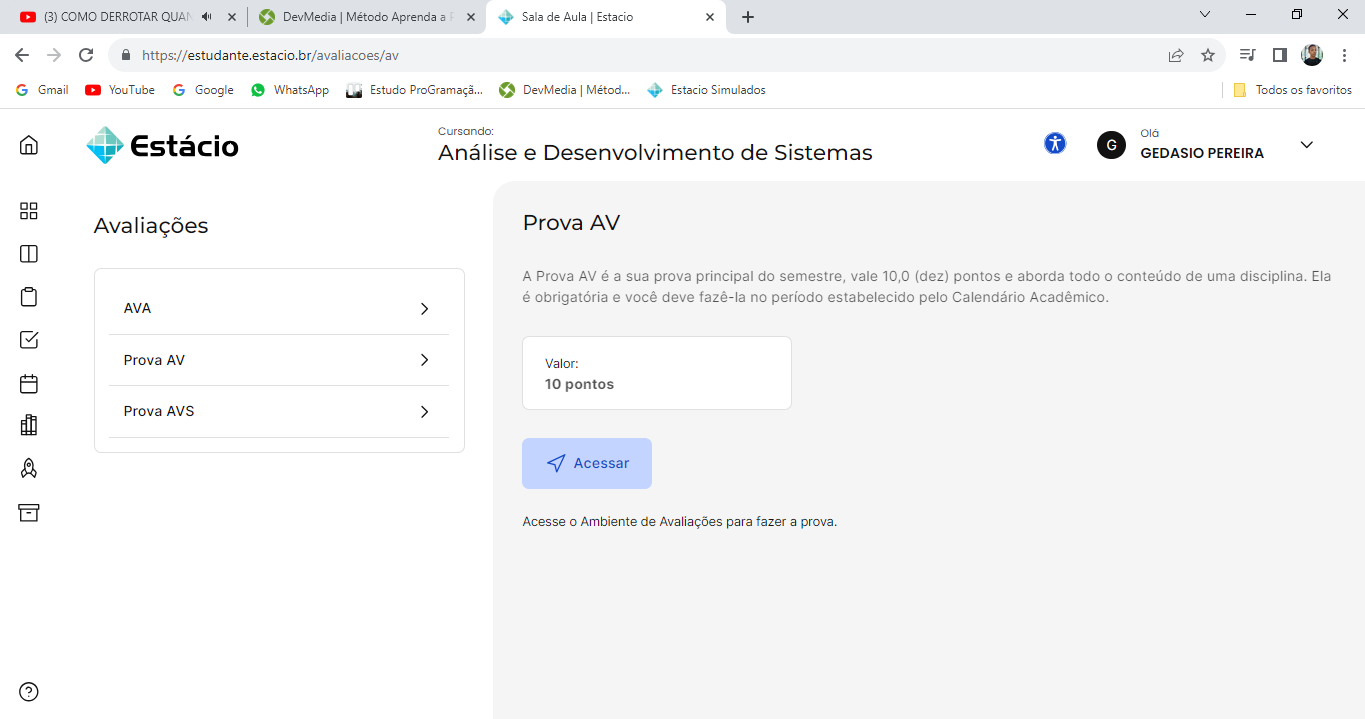 (3) COMO DERROTAR QUAN
DevMedia | Método Aprenda a P
Sala de Aula | Estacio
https://estudante.estacio.br/avaliacoes/av
Gmail
YouTube
Google
WhatsApp
Estudo ProGramaçã...
DevMedia | Métod...
Estacio Simulados
Todos os favoritos
Estácio
Cursando:
Análise e Desenvolvimento de Sistemas
G
Olá
GEDASIO PEREIRA
Avaliações
AVA
Prova AV
Prova AVS
Prova AV
A Prova AV é a sua prova principal do semestre, vale 10,0 (dez) pontos e aborda todo o conteúdo de uma disciplina. Ela
é obrigatória e você deve fazê-la no período estabelecido pelo Calendário Acadêmico.
Valor:
10 pontos
Acessar
Acesse o Ambiente de Avaliações para fazer a prova.